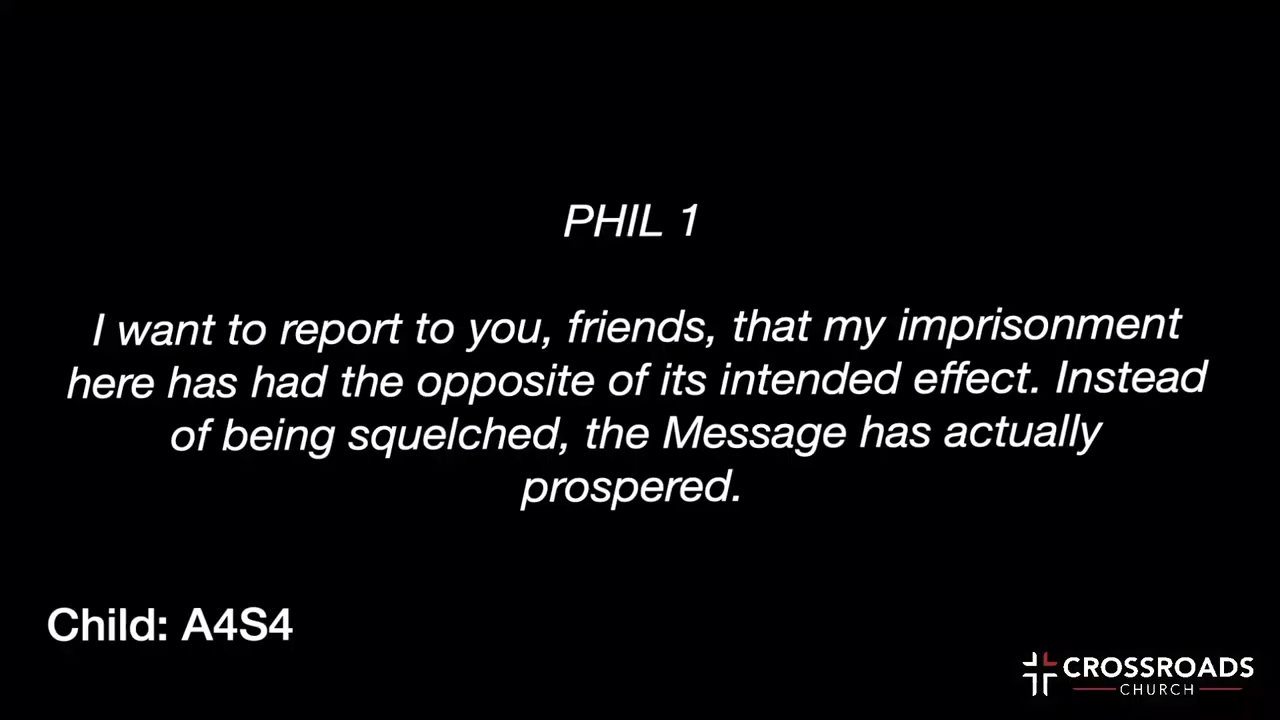 PHIL 1
I want to report to you, friends, that my imprisonment
here has had the opposite of its intended effect. Instead
of being squelched, the Message has actually
prospered.
Child: A4S4
CROSSROADS
CHURCH